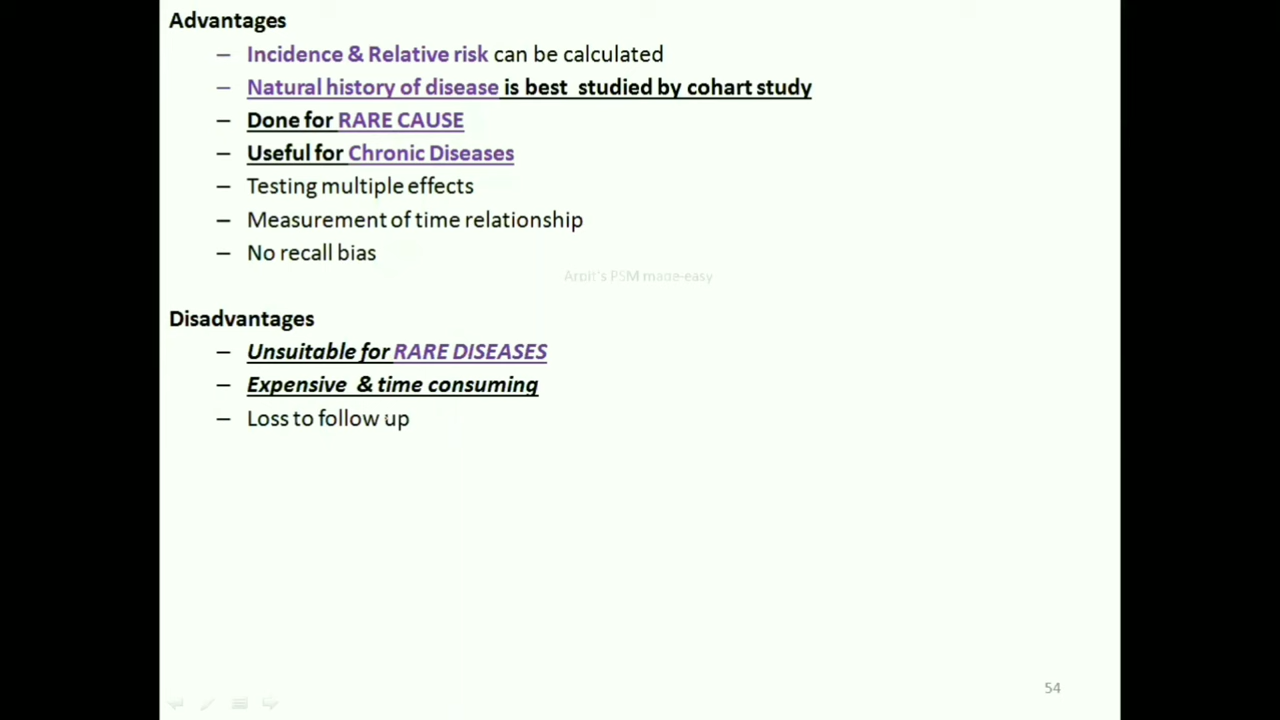 Advantages
– Incidence & Relative risk can be calculated
– Natural history of disease is best studied by cohart study
– Done for RARE CAUSE
– Useful for Chronic Diseases
– Testing multiple effects
– Measurement of time relationship
– No recall bias
Arpit's PSM made-easy
Disadvantages
– Unsuitable for RARE DISEASES
– Expensive & time consuming
– Loss to follow up
54